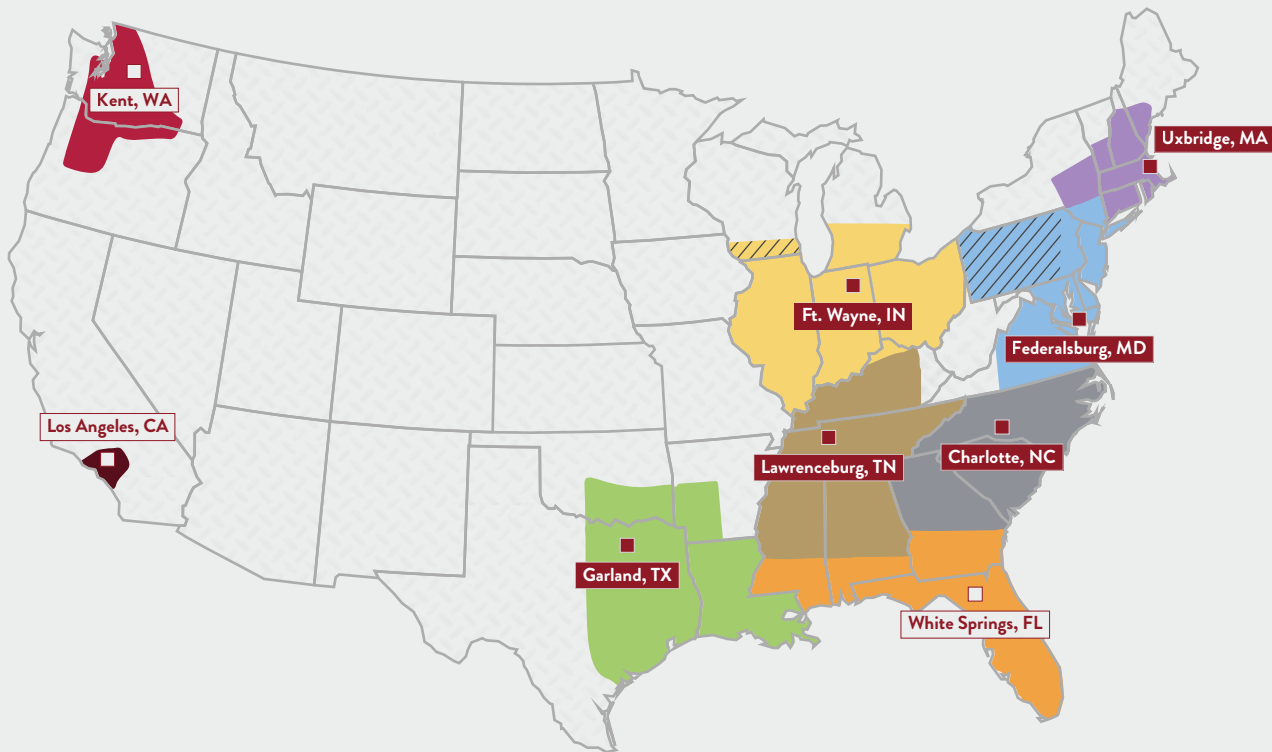 Kent, WA
Uxbridge, MA
Ft. Wayne, IN
Federalsburg, MD
Los Angeles, CA
Lawrenceburg, TN
Charlotte, NC
Garland, TX
White Springs, FL